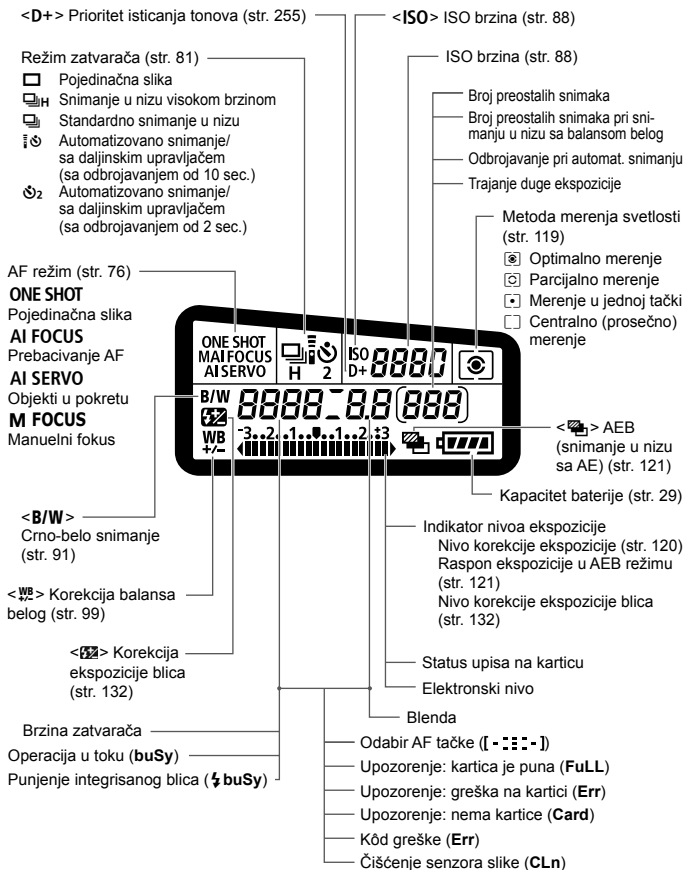 <D+> Prioritet isticanja tonova (str. 255)
<ISO> ISO brzina (str. 88)
ISO brzina (str. 88)
Režim zatvarača (str. 81)
Pojedinačna slika
H Snimanje u nizu visokom brzinom
Standardno snimanje u nizu
Automatizovano snimanje/
sa daljinskim upravljačem
(sa odbrojavanjem od 10 sec.)
2 Automatizovano snimanje/
sa daljinskim upravljačem
(sa odbrojavanjem od 2 sec.)
Broj preostalih snimaka
Broj preostalih snimaka pri sni-
manju u nizu sa balansom belog
Odbrojavanje pri automat. snimanju
Trajanje duge ekspozicije
Metoda merenja svetlosti
(str. 119)
Optimalno merenje
Parcijalno merenje
Merenje u jednoj tački
Centralno (prosečno)
merenje
AF režim (str. 76)
ONE SHOT
Pojedinačna slika
AI FOCUS
Prebacivanje AF
AI SERVO
Objekti u pokretu
M FOCUS
Manuelni fokus
ONE SHOT
MAI FOCUS
AI SERVO
H 2
ISO
D+ 8888
B/W 8888 8.8 (888)
WB
+/-
-3..2..1..0..1..2..+3
<B/W>
Crno-belo snimanje
(str. 91)
<WB +/-> Korekcija balansa
belog (str. 99)
< > Korekcija
ekspozicije blica
(str. 132)
< > AEB
(snimanje u nizu
sa AE) (str. 121)
Kapacitet baterije (str. 29)
Indikator nivoa ekspozicije
Nivo korekcije ekspozicije (str. 120)
Raspon ekspozicije u AEB režimu
(str. 121)
Nivo korekcije ekspozicije blica
(str. 132)
Status upisa na karticu
Elektronski nivo
Blenda
Brzina zatvarača
Operacija u toku (buSy)
Punjenje integrisanog blica ( buSy)
Odabir AF tačke ([ - - ])
Upozorenje: kartica je puna (FuLL)
Upozorenje: greška na kartici (Err)
Upozorenje: nema kartice (Card)
Kôd greške (Err)
Čišćenje senzora slike (CLn)